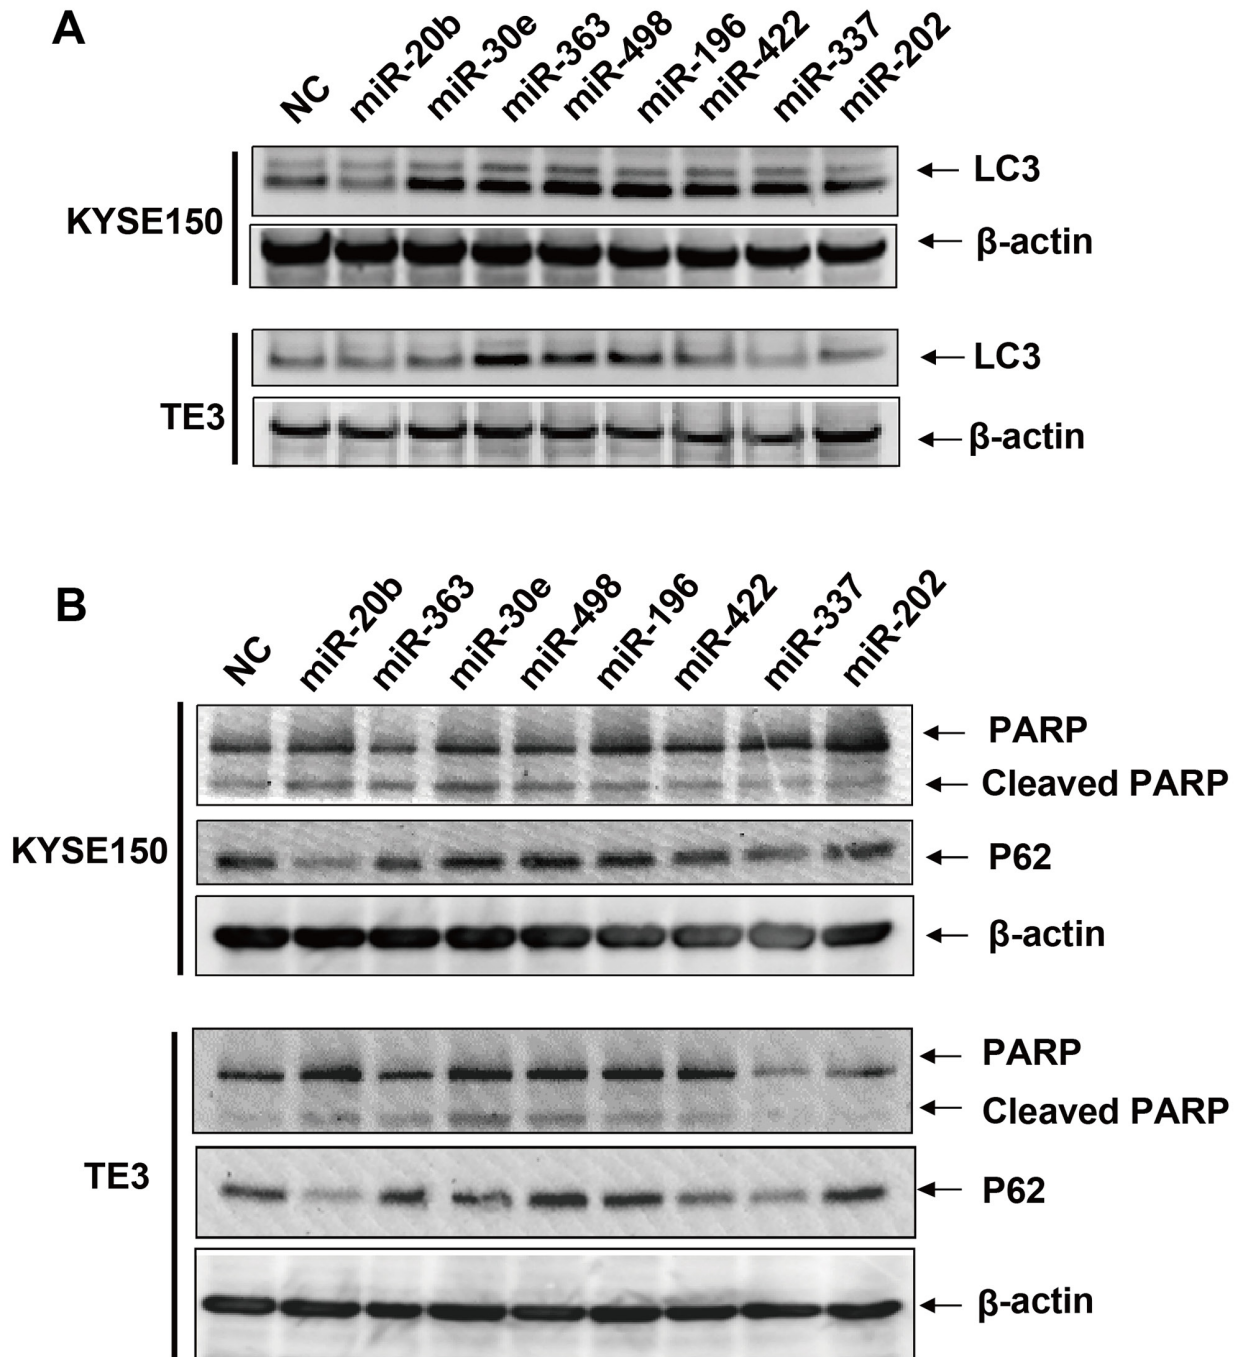 A
NC miR-20b miR-30e miR-363 miR-498 miR-196 miR-422 miR-337 miR-202
LC3
KYSE150
β-actin
LC3
TE3
β-actin
B
NC miR-20b miR-363 miR-30e miR-498 miR-196 miR-422 miR-337 miR-202
PARP
Cleaved PARP
KYSE150
P62
β-actin
PARP
Cleaved PARP
TE3
P62
β-actin